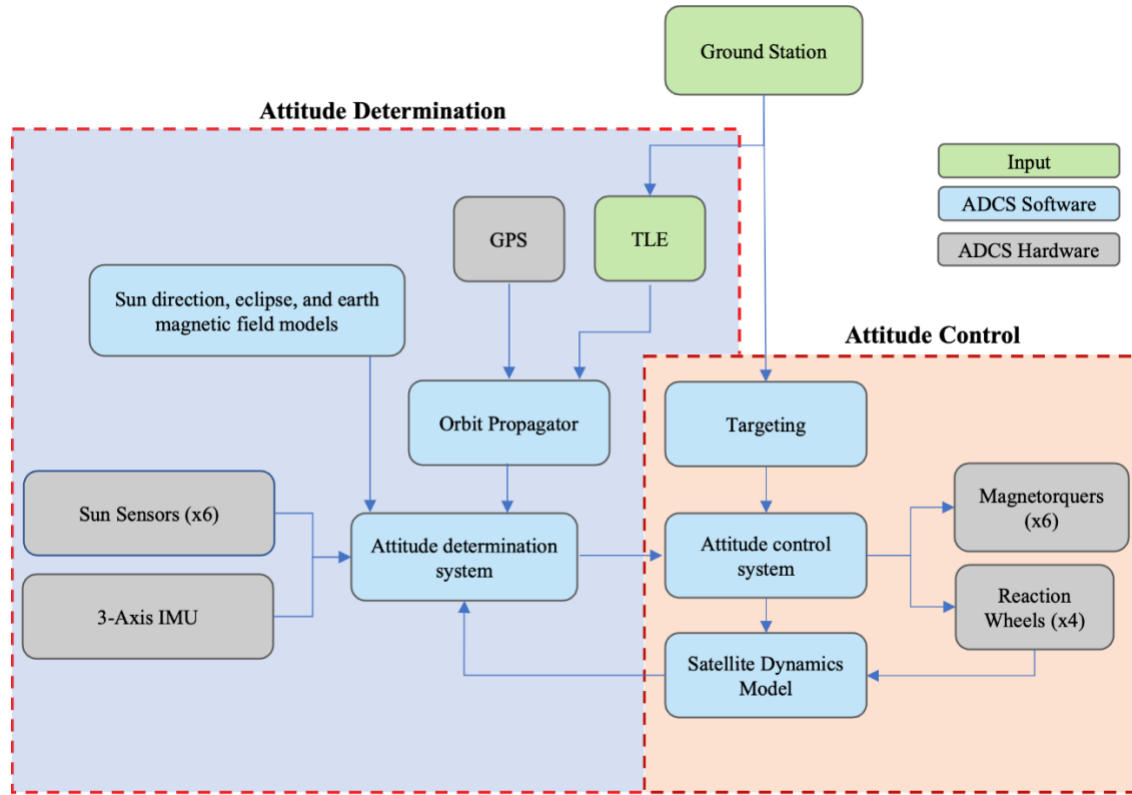 Ground Station
Attitude Determination
Input
ADCS Software
ADCS Hardware
GPS
TLE
Sun direction, eclipse, and earth
magnetic field models
Attitude Control
Orbit Propagator
Targeting
Sun Sensors (x6)
Attitude determination
system
Attitude control
system
Magnetorquers
(x6)
3-Axis IMU
Reaction
Wheels (x4)
Satellite Dynamics
Model